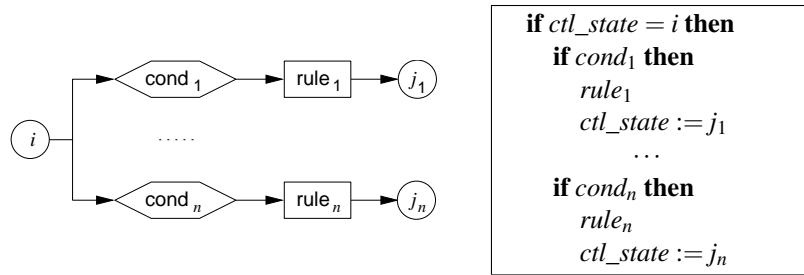 i
cond 1
rule 1
j1
.....
cond n
rule n
jn
if ctl_state = i then
if cond1 then
rule1
ctl_state := j1
...
if condn then
rulen
ctl_state := jn